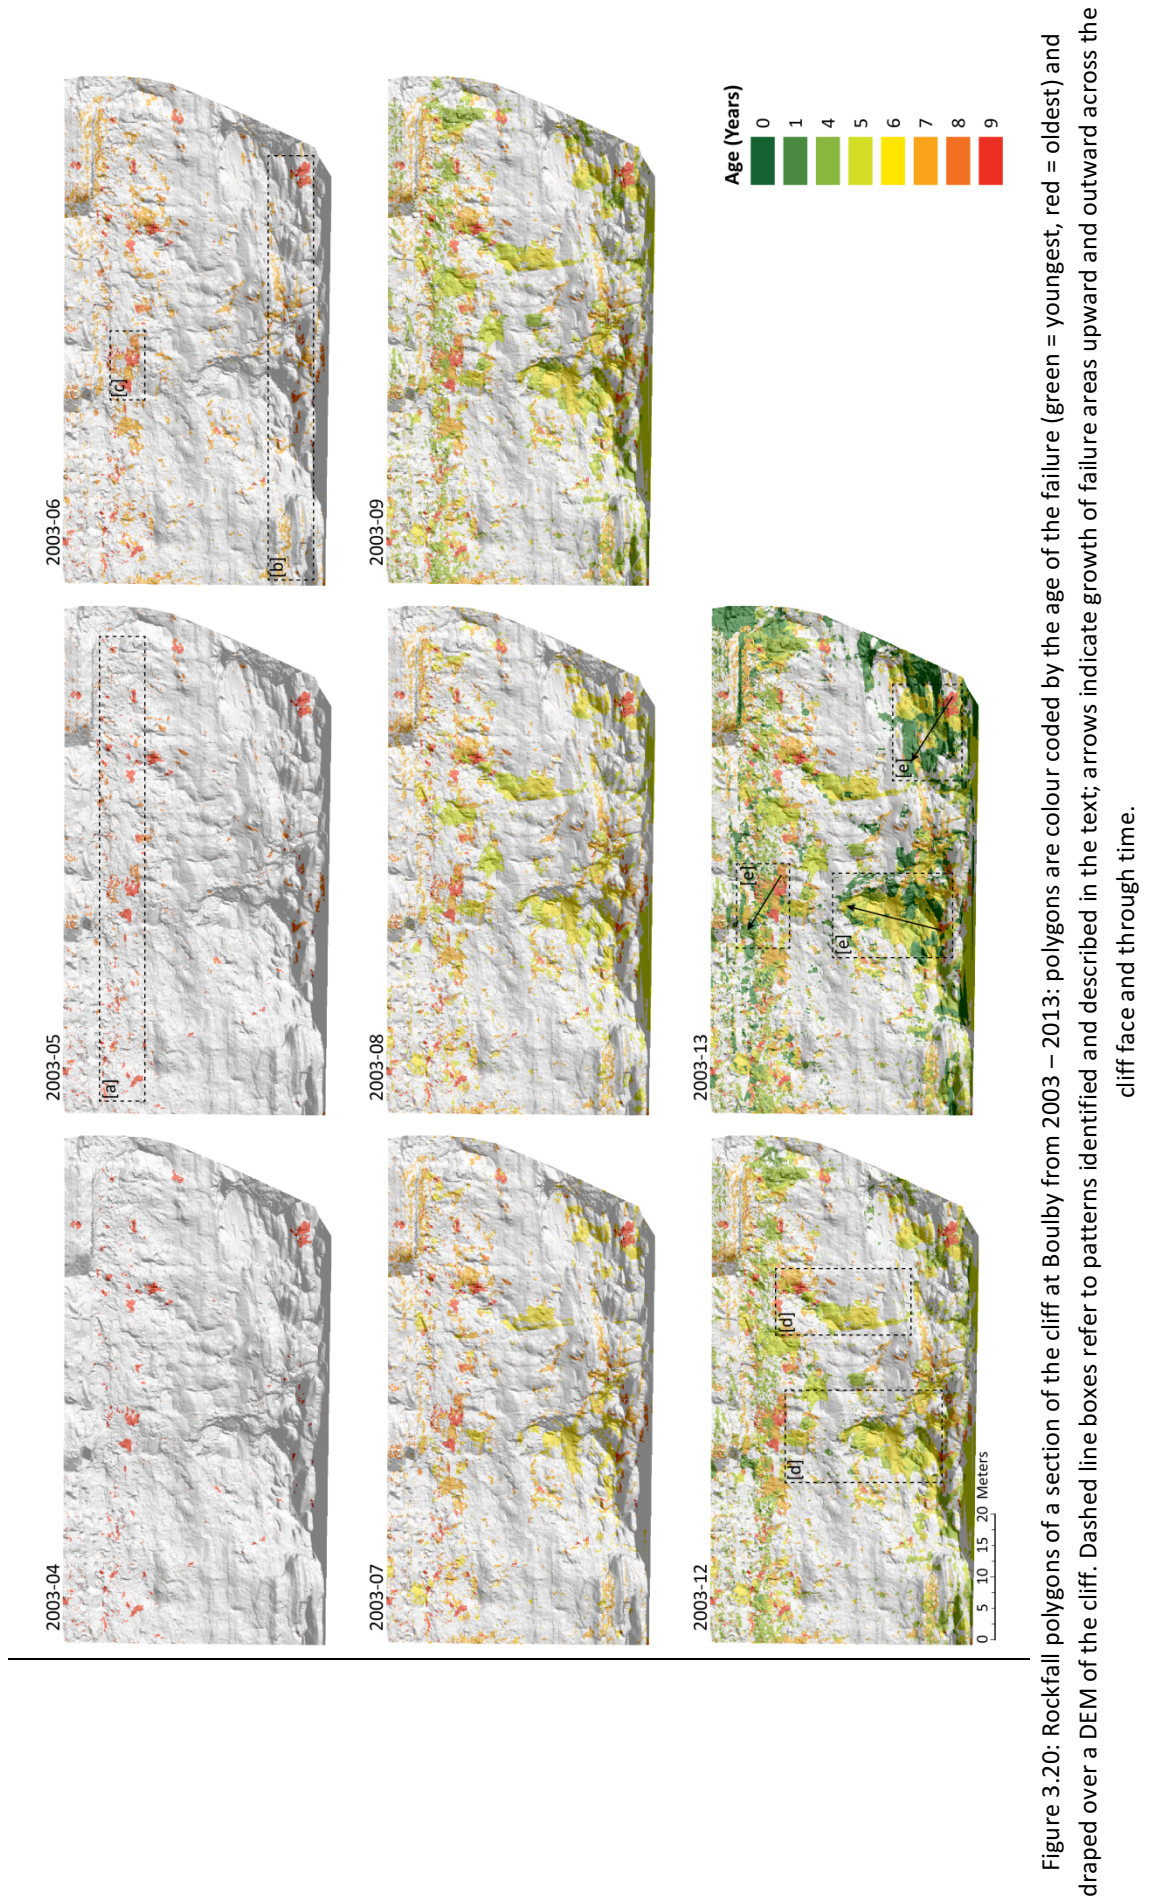 2003-04
2003-05
[a]
2003-06
[b]
[c]
2003-07
2003-08
2003-09
2003-12
[d]
[d]
0 5 10 15 20 Meters
2003-13
[e]
[e]
[e]
Age (Years)
0
1
4
5
6
7
8
9
Figure 3.20: Rockfall polygons of a section of the cliff at Boulby from 2003 – 2013: polygons are colour coded by the age of the failure (green = youngest, red = oldest) and
draped over a DEM of the cliff. Dashed line boxes refer to patterns identified and described in the text; arrows indicate growth of failure areas upward and outward across the
cliff face and through time.